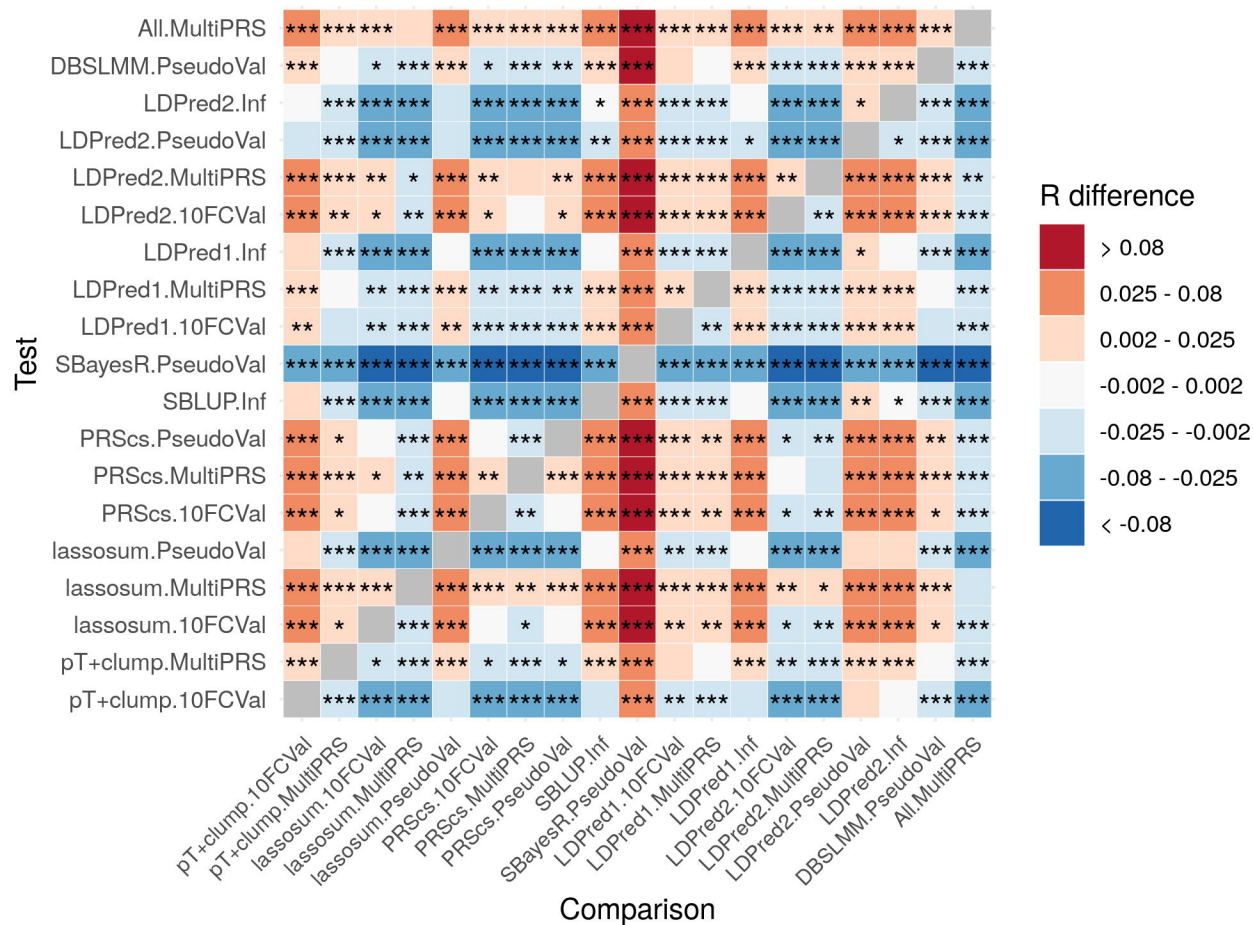 All.MultiPRS *** *** *** *** *** *** *** *** *** *** *** *** *** ** *** *** ***
DBSLMM.PseudoVal *** * *** *** * *** ** *** *** *** *** *** *** *** ***
LDPred2.Inf *** *** *** *** *** *** * *** *** *** *** *** * *** ***
LDPred2.PseudoVal *** *** *** *** *** *** ** *** *** *** * *** *** * *** ***
LDPred2.MultiPRS *** *** ** * *** ** ** *** *** *** *** *** ** *** *** *** **
LDPred2.10FCVal *** ** * ** *** * * *** *** *** *** *** ** *** *** *** ***
LDPred1.Inf *** *** *** *** *** *** *** *** *** *** *** * *** ***
LDPred1.MultiPRS *** ** *** *** ** *** ** *** *** ** *** *** *** *** *** ***
LDPred1.10FCVal ** ** *** ** *** *** *** *** *** ** *** *** *** *** *** ***
SBayesR.PseudoVal *** *** *** *** *** *** *** *** *** *** *** *** *** *** *** *** *** ***
SBLUP.Inf *** *** *** *** *** *** *** *** *** *** *** ** * *** ***
PRScs.PseudoVal *** * *** *** *** *** *** *** ** *** * ** *** *** ** ***
PRScs.MultiPRS *** *** * ** *** ** *** *** *** *** *** *** *** *** *** ***
PRScs.10FCVal *** * *** *** ** *** *** *** ** *** * ** *** *** * ***
lassosum.PseudoVal *** *** *** *** *** *** *** ** *** *** *** *** ***
lassosum.MultiPRS *** *** *** *** *** ** *** *** *** *** *** *** ** * *** *** ***
lassosum.10FCVal *** * *** *** * *** *** ** ** *** * ** *** *** * ***
pT+clump.MultiPRS *** * *** *** * *** * *** *** *** ** *** *** *** ***
pT+clump.10FCVal *** *** *** *** *** *** *** ** *** *** *** *** ***
Test
pT+clump.10FCVal
pT+clump.MultiPRS
lassosum.10FCVal
lassosum.MultiPRS
lassosum.PseudoVal
PRScs.10FCVal
PRScs.MultiPRS
PRScs.PseudoVal
SBLUP.Inf
SBayesR.PseudoVal
LDPred1.10FCVal
LDPred1.MultiPRS
LDPred1.Inf
LDPred2.10FCVal
LDPred2.MultiPRS
LDPred2.PseudoVal
LDPred2.Inf
DBSLMM.PseudoVal
All.MultiPRS
Comparison
R difference
> 0.08
0.025 - 0.08
0.002 - 0.025
-0.002 - 0.002
-0.025 - -0.002
-0.08 - -0.025
< -0.08